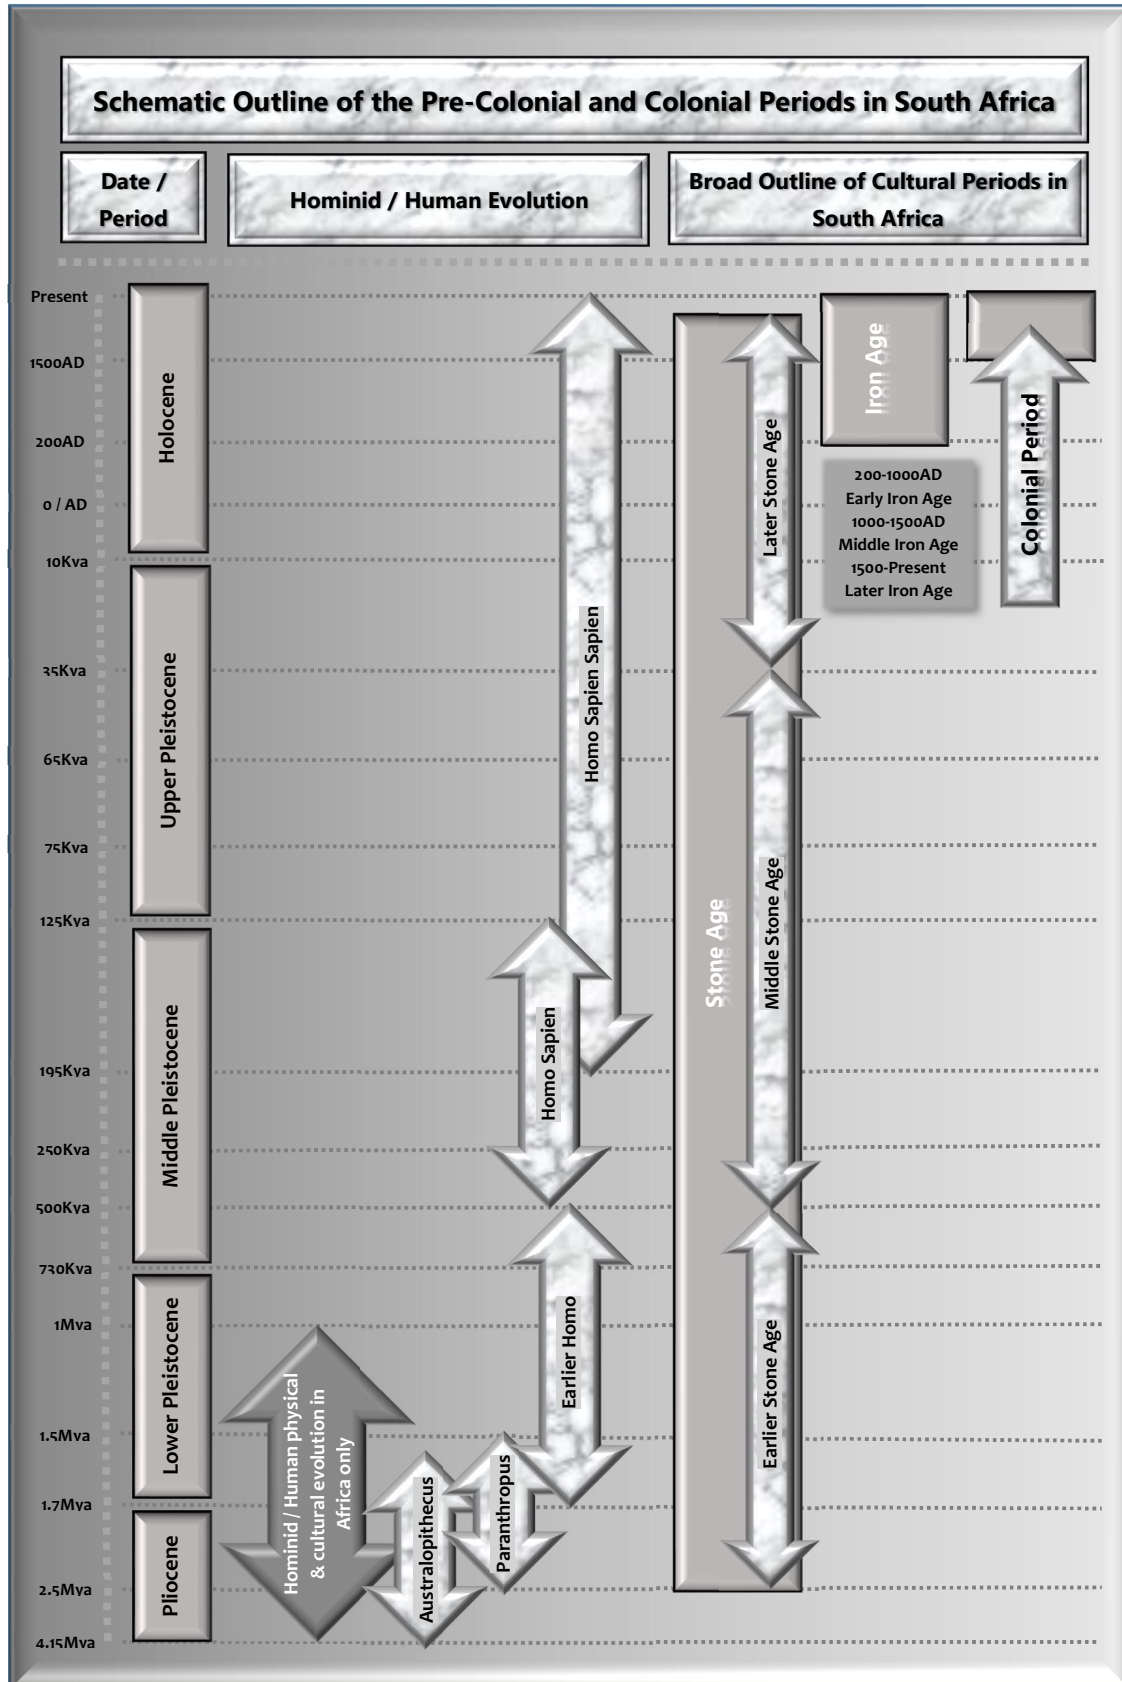 Schematic Outline of the Pre-Colonial and Colonial Periods in South Africa
Date /
Period
Hominid / Human Evolution
Broad Outline of Cultural Periods in
South Africa
Present
1500AD
200AD
0 / AD
10Kya
35Kya
65Kya
75Kya
125Kya
195Kya
250Kya
500Kya
730Kya
1Mya
1.5Mya
1.7Mya
2.5Mya
4.15Mya
Holocene
Upper Pleistocene
Middle Pleistocene
Lower Pleistocene
Pliocene
Hominid / Human physical
& cultural evolution in
Africa only
Australopithecus
Paranthropus
Earlier Homo
Homo Sapien
Homo Sapien Sapien
Stone Age
Later Stone Age
Middle Stone Age
Earlier Stone Age
Iron Age
200-1000AD
Early Iron Age
1000-1500AD
Middle Iron Age
1500-Present
Later Iron Age
Colonial Period